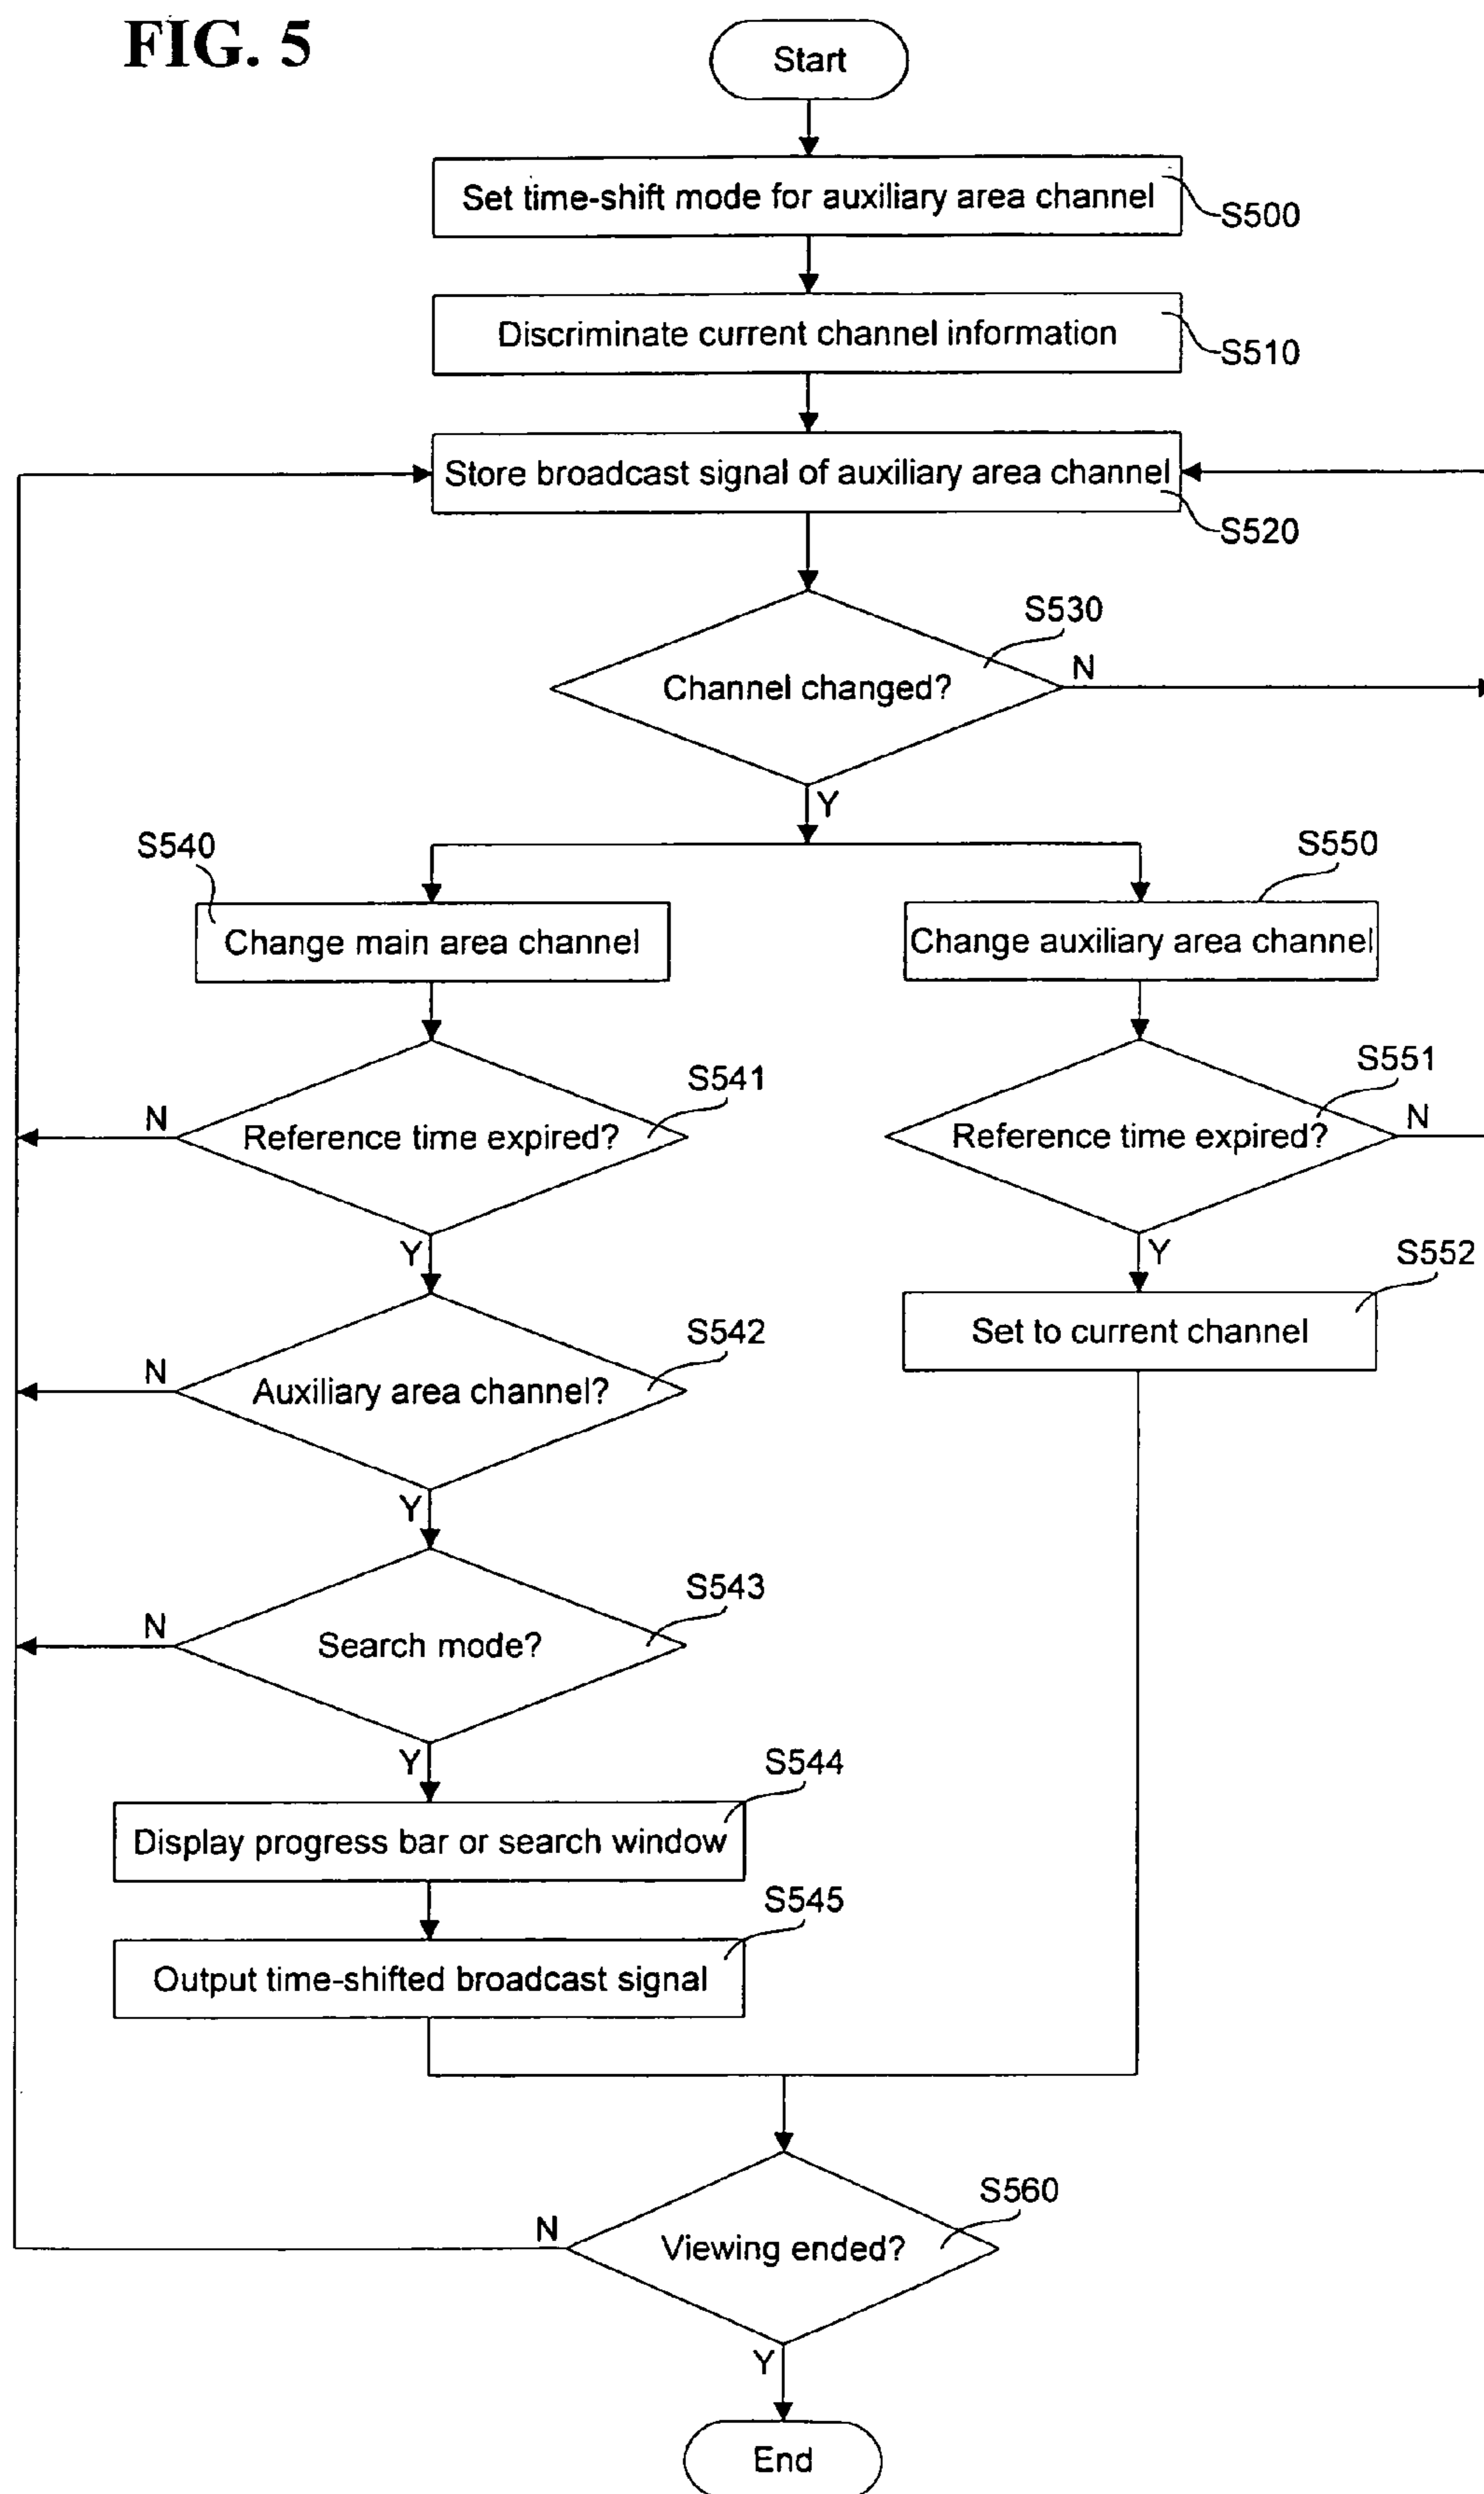 FIG. 5
Start
Set time-shift mode for auxiliary area channel
S500
Discriminate current channel information
S510
Store broadcast signal of auxiliary area channel
S520
S530
Channel changed?
N
Y
S540
S550
Change main area channel
Change auxiliary area channel
S541
S551
N
Reference time expired?
Reference time expired?
N
Y
Y
S552
Set to current channel
S542
N
Auxiliary area channel?
Y
S543
N
Search mode?
Y
S544
Display progress bar or search window
S545
Output time-shifted broadcast signal
S560
N
Viewing ended?
Y
End